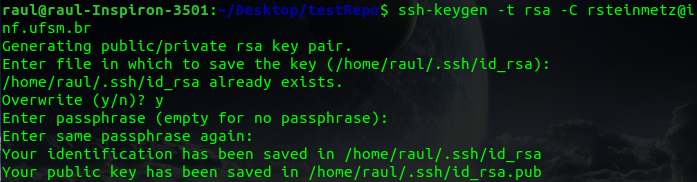 raul@raul-Inspiron-3501:~/Desktop/testRepo$ ssh-keygen -t rsa -C rsteinmetz@i
nf.ufsm.br
Generating public/private rsa key pair.
Enter file in which to save the key (/home/raul/.ssh/id_rsa):
/home/raul/.ssh/id_rsa already exists.
Overwrite (y/n)? y
Enter passphrase (empty for no passphrase):
Enter same passphrase again:
Your identification has been saved in /home/raul/.ssh/id_rsa
Your public key has been saved in /home/raul/.ssh/id_rsa.pub